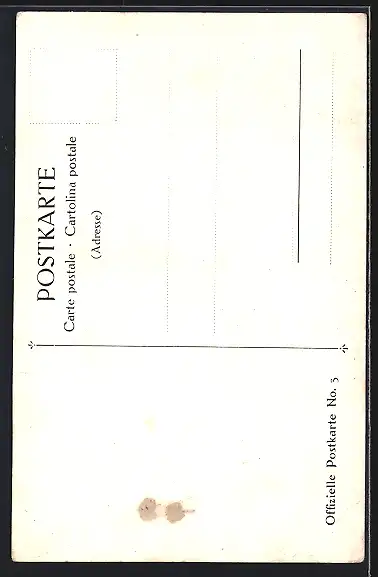 POSTKARTE
Carte postale · Cartolina postale
(Adresse)
Offizielle Postkarte No. 3